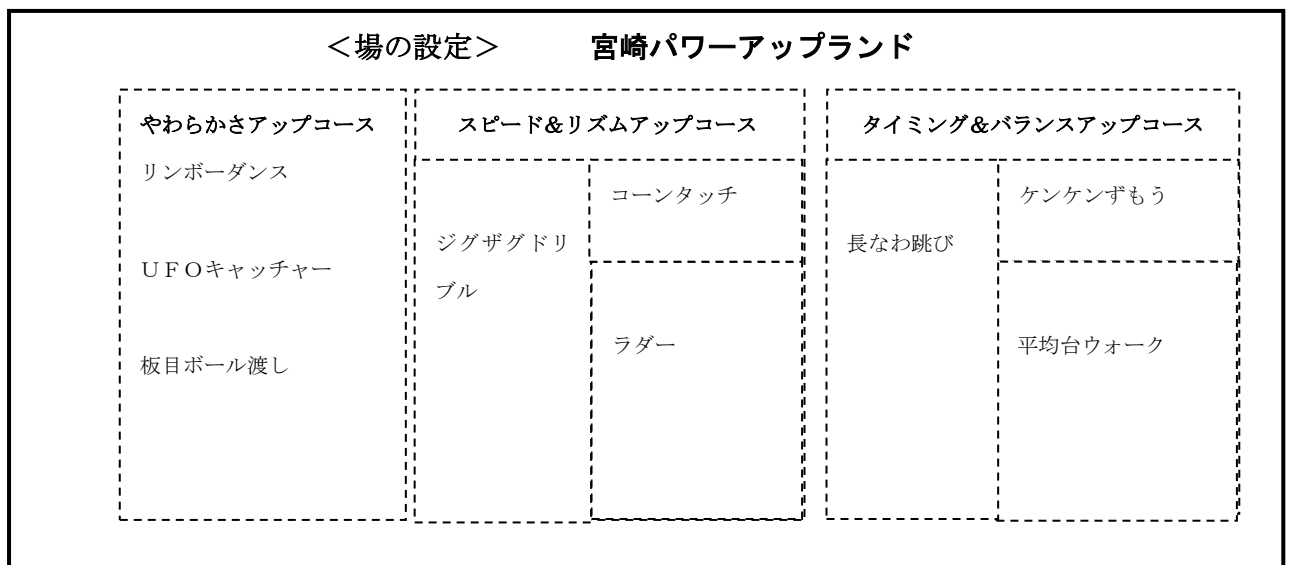 ＜場の設定＞　　　宮崎パワーアップランド
やわらかさアップコース
リンボーダンス
ＵＦＯキャッチャー
板目ボール渡し
スピード&リズムアップコース
ジグザグドリ
ブル
コーンタッチ
ラダー
タイミング&バランスアップコース
長なわ跳び
ケンケンずもう
平均台ウォーク